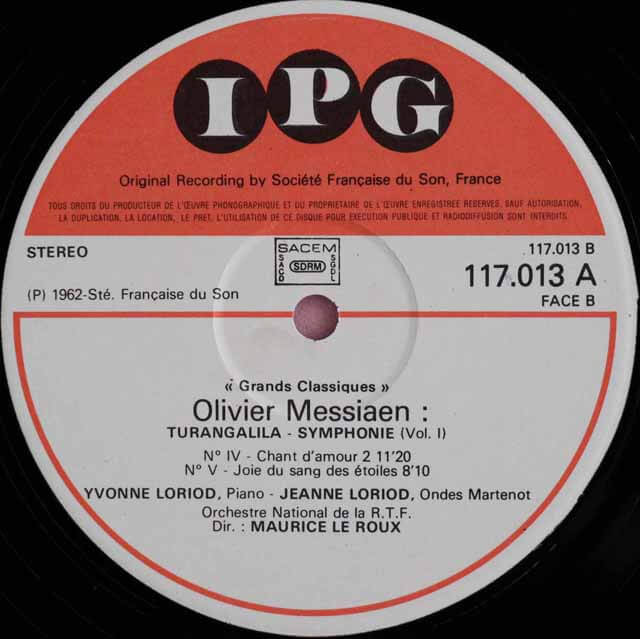 IPG
Original Recording by Société Française du Son, France
TOUS DROITS DU PRODUCTEUR DE L'ŒUVRE PHONOGRAPHIQUE ET DU PROPRIETAIRE DE L'ŒUVRE ENREGISTREE RESERVES. SAUF AUTORISATION,
LA DUPLICATION, LA LOCATION, LE PRET, L'UTILISATION DE CE DISQUE POUR EXECUTION PUBLIQUE ET RADIODIFFUSION SONT INTERDITS.
STEREO
SACEM
SACD
SDRM
SGDL
117.013 B
117.013 A
FACE B
(P) 1962-Sté. Française du Son
« Grands Classiques »
Olivier Messiaen :
TURANGALILA - SYMPHONIE (Vol. I)
N° IV - Chant d'amour 2 11'20
N° V - Joie du sang des étoiles 8'10
YVONNE LORIOD, Piano - JEANNE LORIOD, Ondes Martenot
Orchestre National de la R.T.F.
Dir. : MAURICE LE ROUX